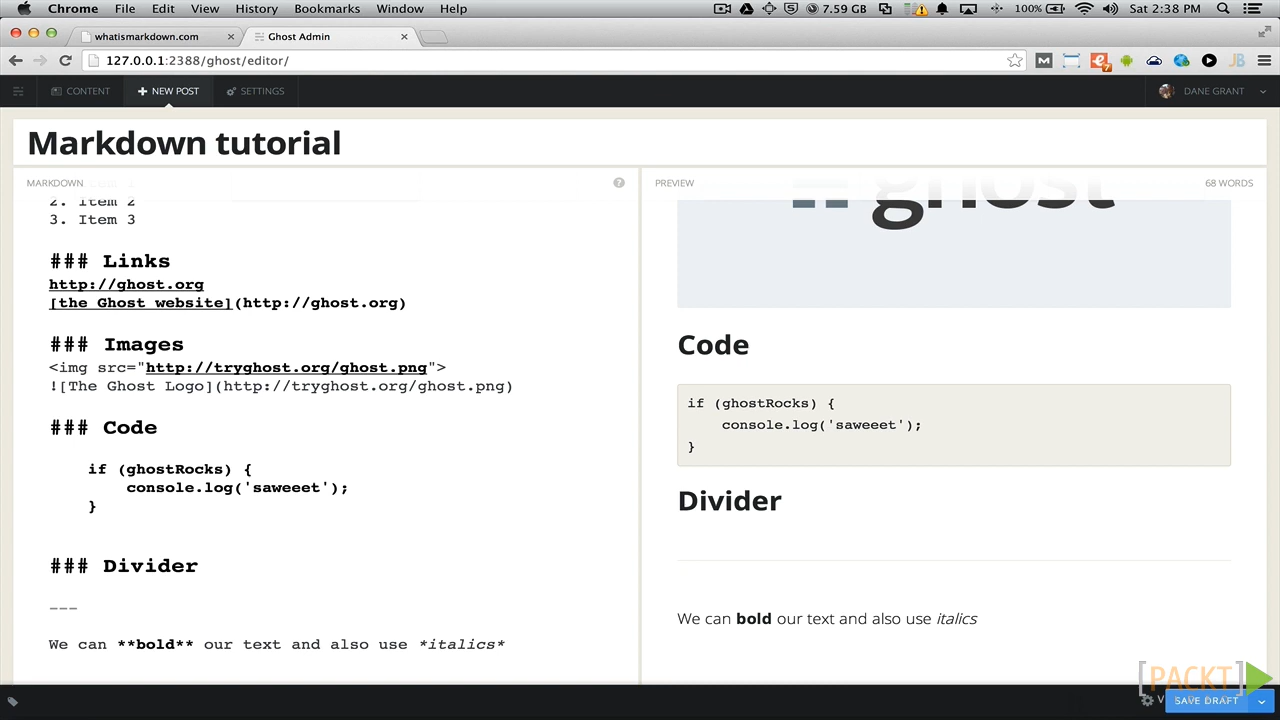 Chrome File Edit View History Bookmarks Window Help 7.59 GB 100% Sat 2:38 PM
whatismarkdown.com Ghost Admin
127.0.0.1:2388/ghost/editor/
CONTENT NEW POST SETTINGS DANE GRANT
Markdown tutorial
MARKDOWN
2. Item 2
3. Item 3
### Links
http://ghost.org
[the Ghost website](http://ghost.org)
### Images
<img src="http://tryghost.org/ghost.png">
![The Ghost Logo](http://tryghost.org/ghost.png)
### Code
if (ghostRocks) {
console.log('saweeet');
}
### Divider
---
We can **bold** our text and also use *italics*
PREVIEW 68 WORDS
ghost
Code
if (ghostRocks) {
console.log('saweeet');
}
Divider
We can bold our text and also use italics
[PACKT]
SAVE DRAFT